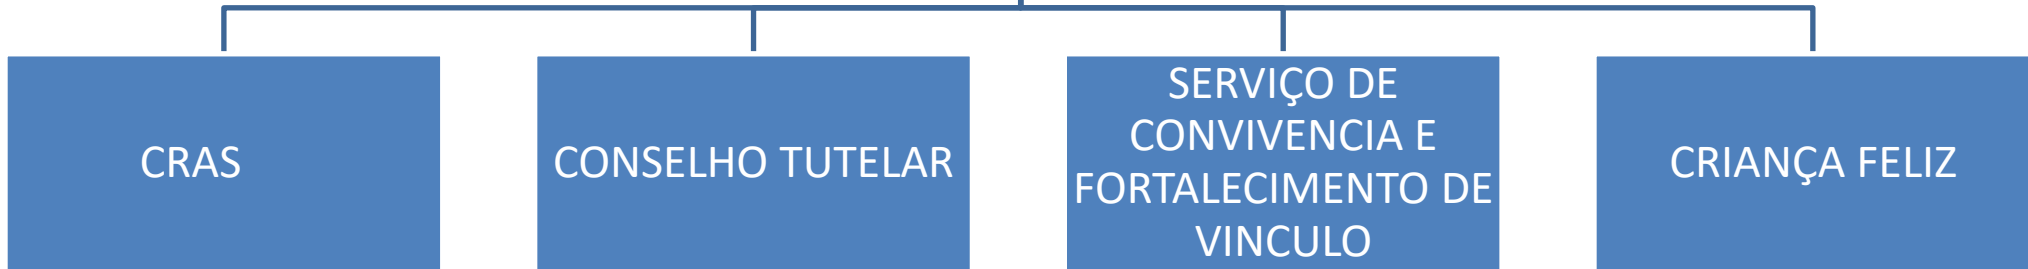 CRAS
CONSELHO TUTELAR
SERVIÇO DE
CONVIVENCIA E
FORTALECIMENTO DE
VINCULO
CRIANÇA FELIZ